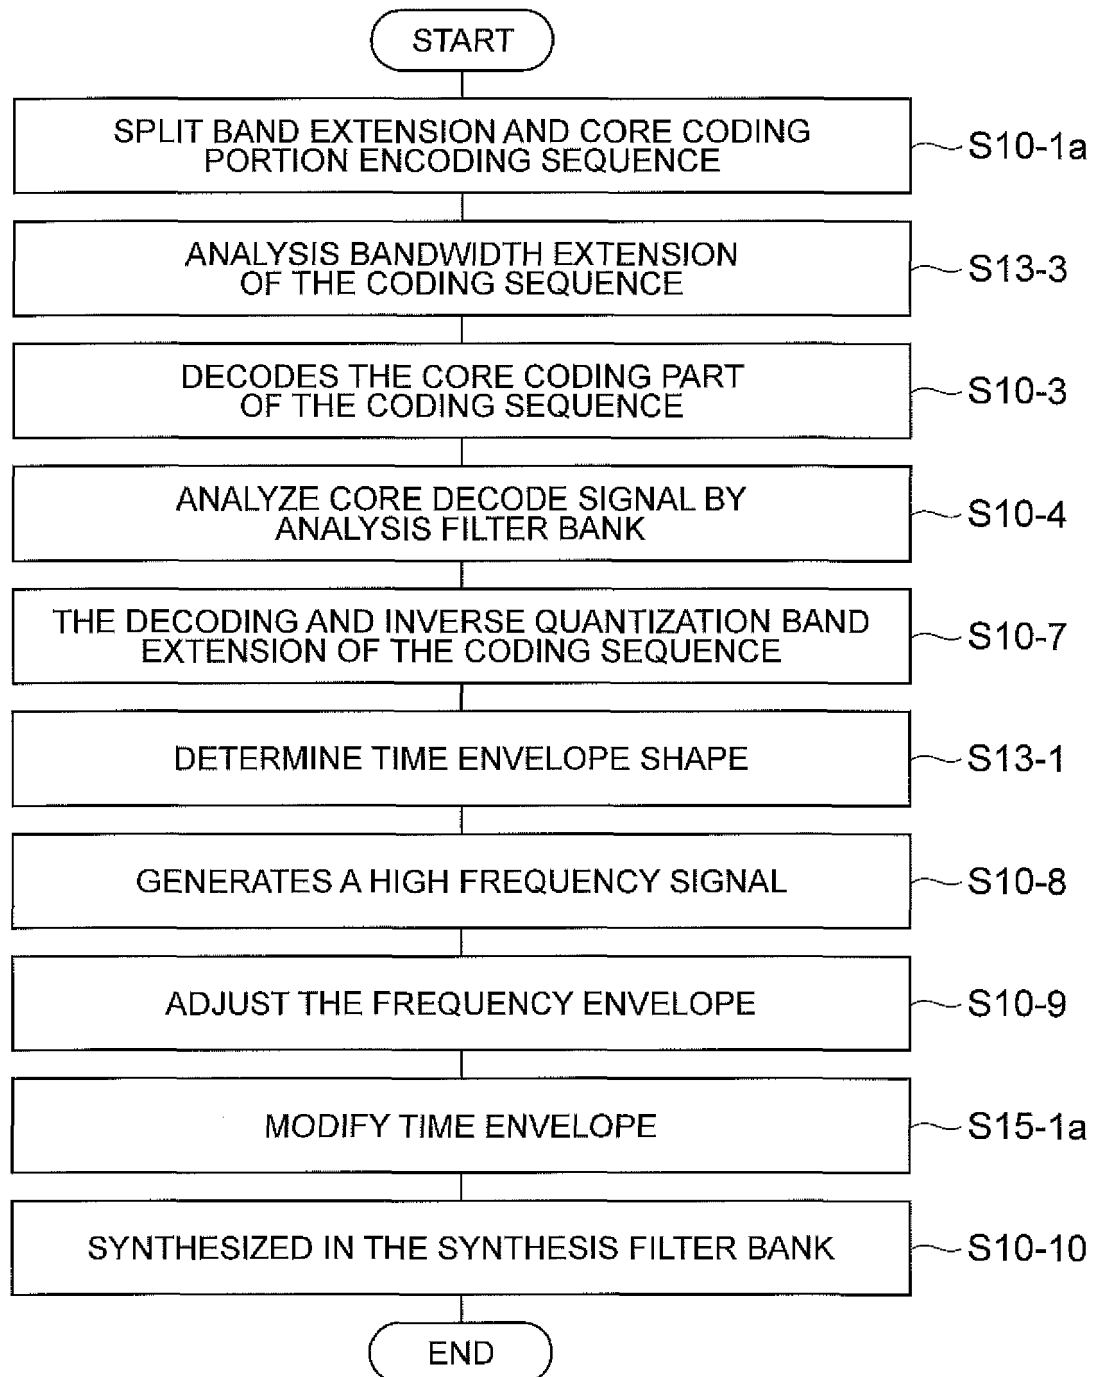 START
SPLIT BAND EXTENSION AND CORE CODING
PORTION ENCODING SEQUENCE
S10-1a
ANALYSIS BANDWIDTH EXTENSION
OF THE CODING SEQUENCE
S13-3
DECODES THE CORE CODING PART
OF THE CODING SEQUENCE
S10-3
ANALYZE CORE DECODE SIGNAL BY
ANALYSIS FILTER BANK
S10-4
THE DECODING AND INVERSE QUANTIZATION BAND
EXTENSION OF THE CODING SEQUENCE
S10-7
DETERMINE TIME ENVELOPE SHAPE
S13-1
GENERATES A HIGH FREQUENCY SIGNAL
S10-8
ADJUST THE FREQUENCY ENVELOPE
S10-9
MODIFY TIME ENVELOPE
S15-1a
SYNTHESIZED IN THE SYNTHESIS FILTER BANK
S10-10
END